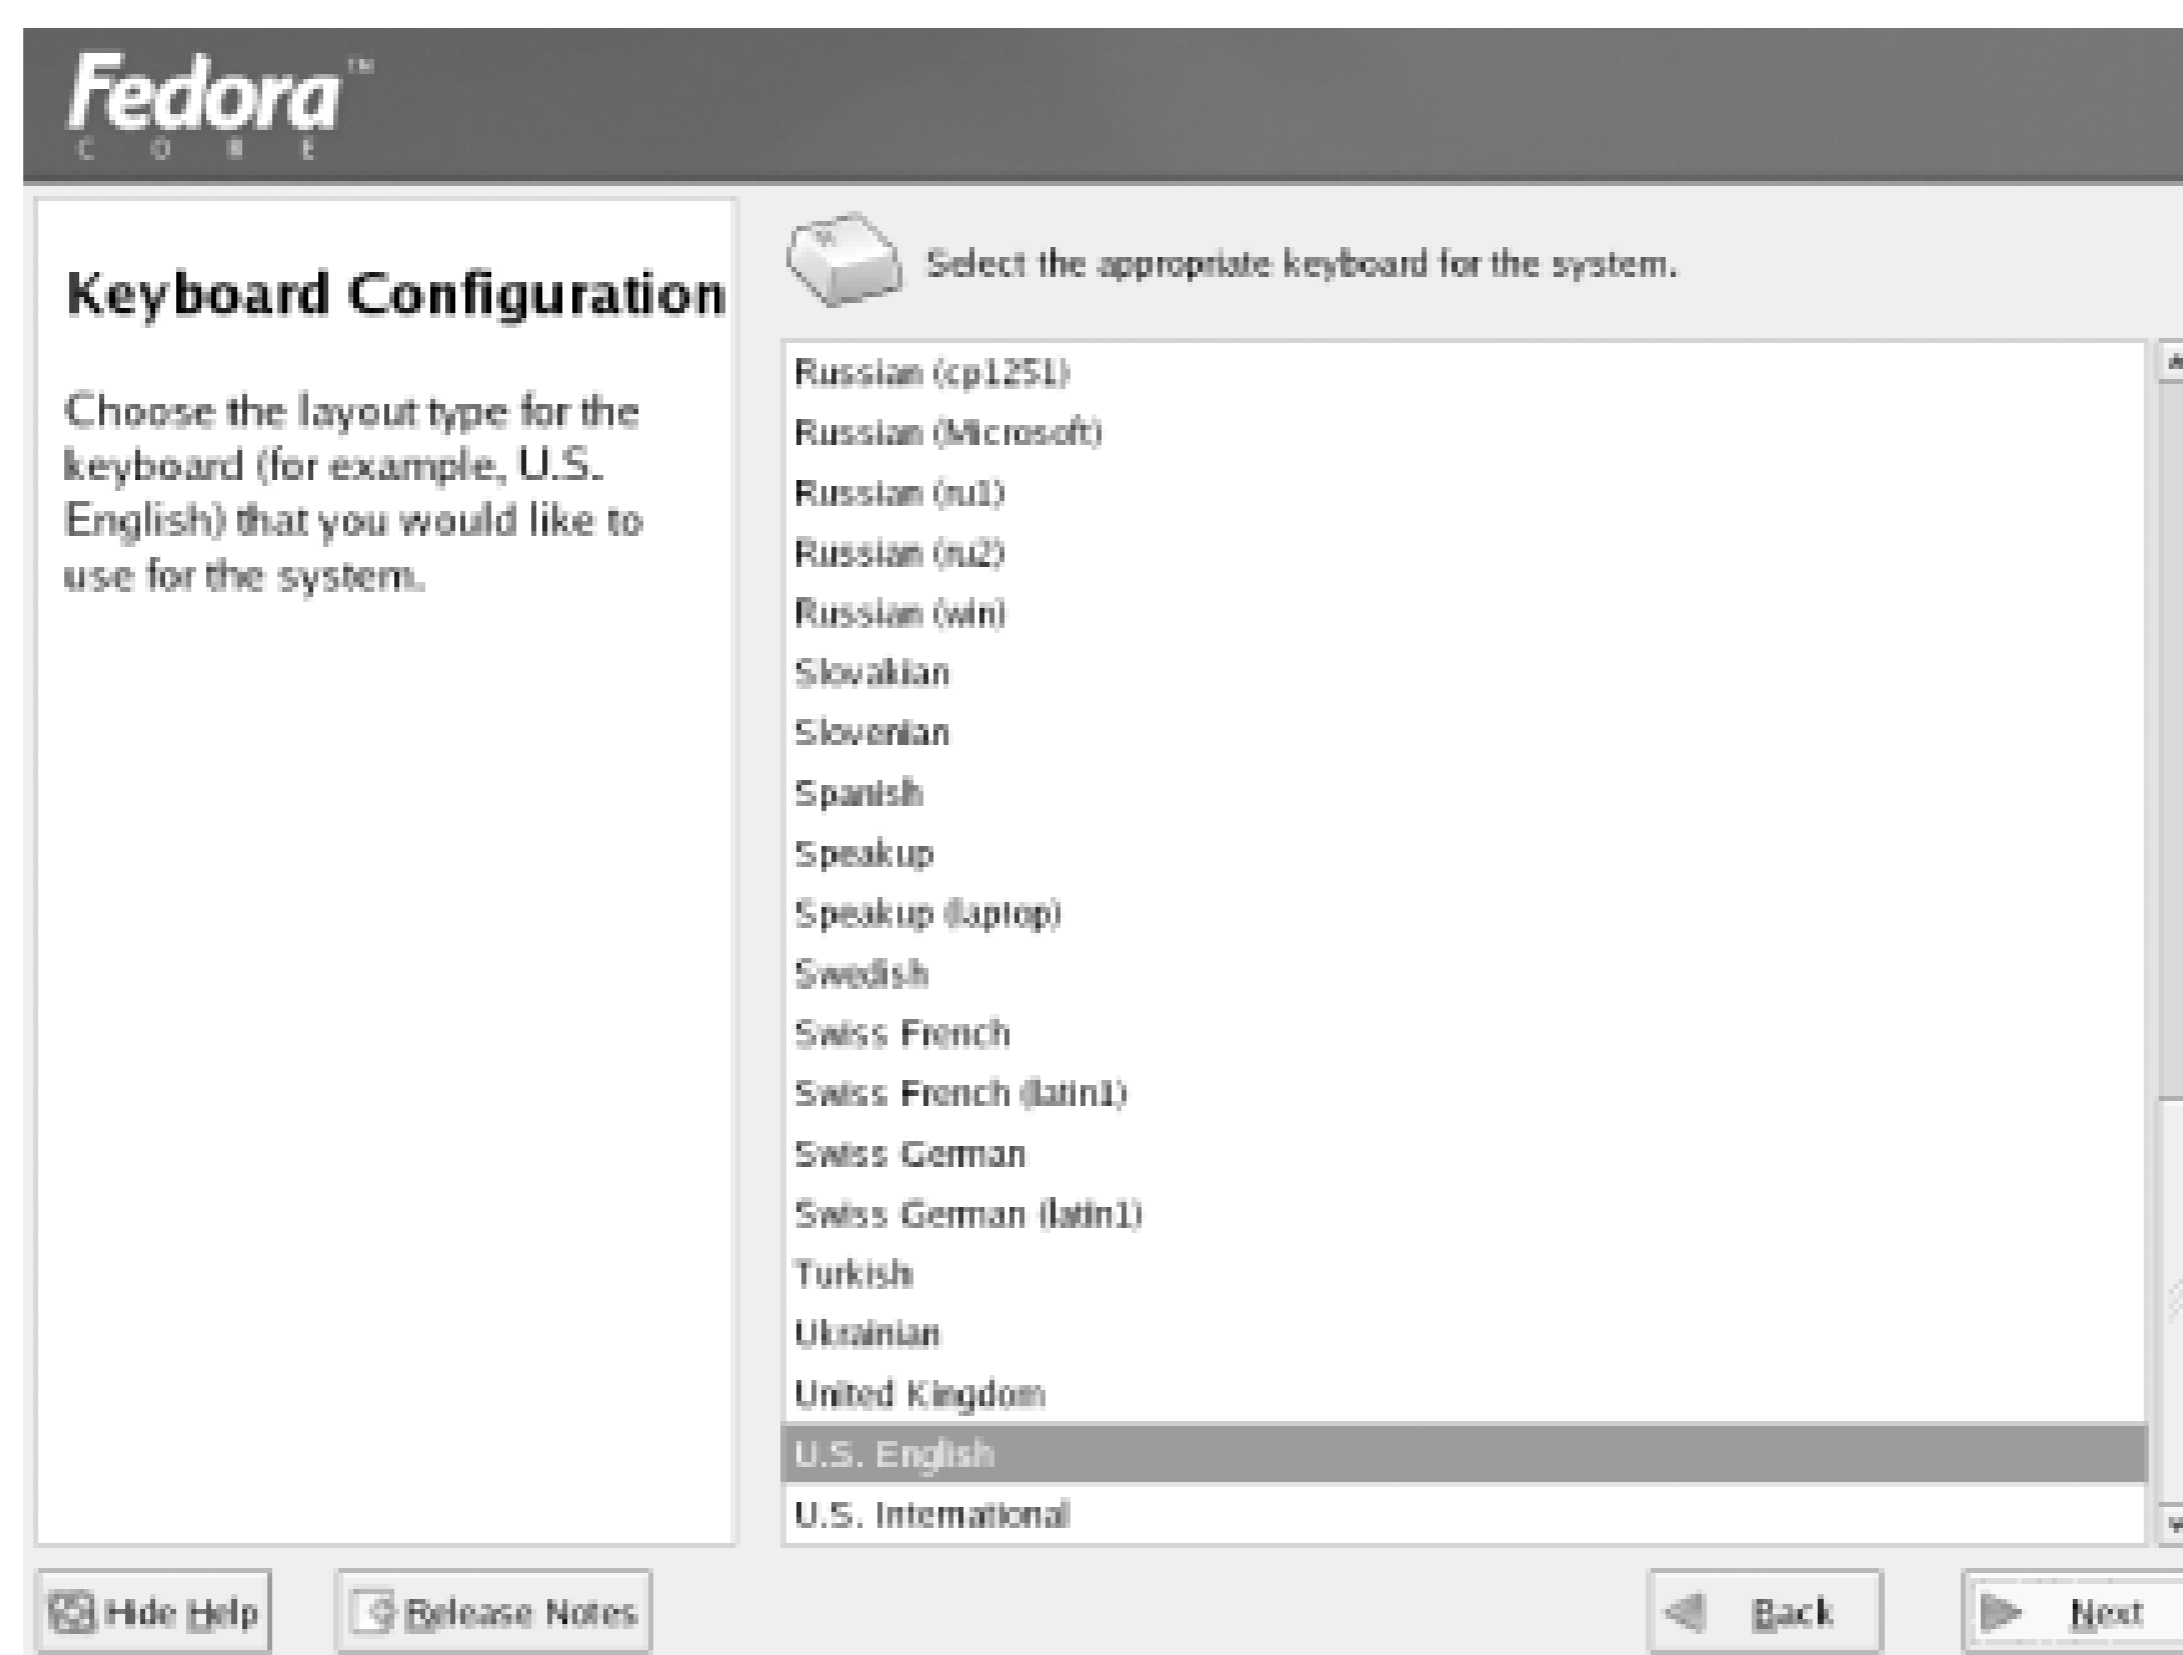 Fedora™
CORE
Keyboard Configuration
Choose the layout type for the
keyboard (for example, U.S.
English) that you would like to
use for the system.
Select the appropriate keyboard for the system.
Russian (cp1251)
Russian (Microsoft)
Russian (ru1)
Russian (ru2)
Russian (win)
Slovakian
Slovenian
Spanish
Speakup
Speakup (laptop)
Swedish
Swiss French
Swiss French (latin1)
Swiss German
Swiss German (latin1)
Turkish
Ukrainian
United Kingdom
U.S. English
U.S. International
Hide Help
Release Notes
Back
Next